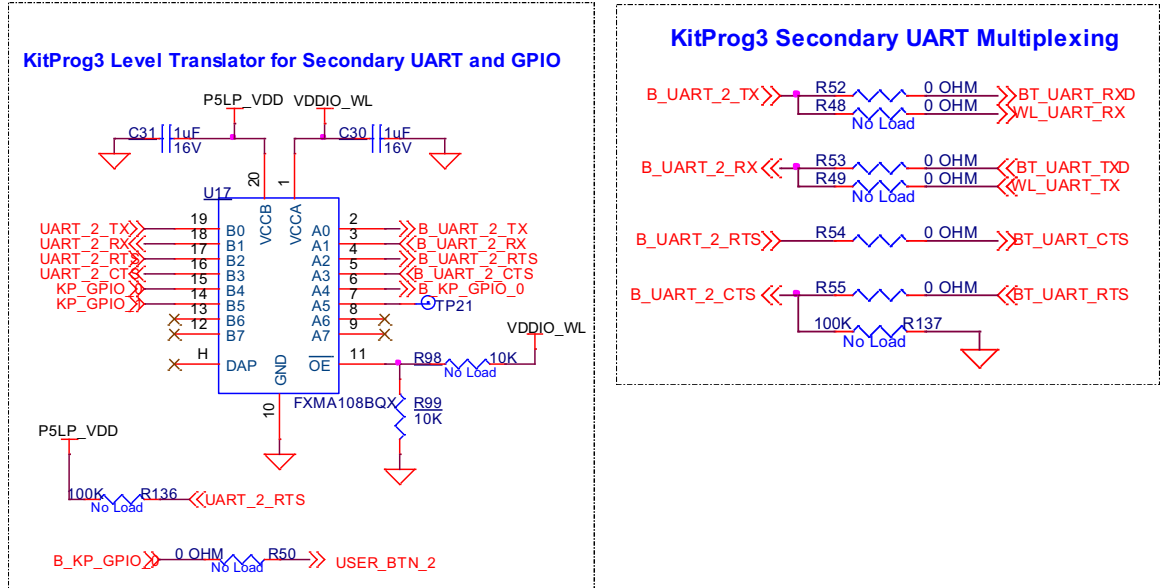 KitProg3 Level Translator for Secondary UART and GPIO
P5LP_VDD VDDIO_WL
C31 1uF C30 1uF
16V 16V
20 1
U17
VCCB VCCA
UART_2_TX 19 B0 A0 2 B_UART_2_TX
UART_2_RX 18 B1 A1 3 B_UART_2_RX
UART_2_RTS 17 B2 A2 4 B_UART_2_RTS
UART_2_CTS 16 B3 A3 5 B_UART_2_CTS
KP_GPIO_0 15 B4 A4 6 B_KP_GPIO_0
KP_GPIO_ 14 B5 A5 7 TP21
13 B6 A6 8
12 B7 A7 9
VDDIO_WL
H DAP GND OE 11 R98 10K
No Load
10 FXMA108BQX R99
10K
P5LP_VDD
100K R136 UART_2_RTS
No Load
B_KP_GPIO_0 0 OHM R50 USER_BTN_2
No Load
KitProg3 Secondary UART Multiplexing
B_UART_2_TX R52 0 OHM BT_UART_RXD
R48 0 OHM WL_UART_RX
No Load
B_UART_2_RX R53 0 OHM BT_UART_TXD
R49 0 OHM WL_UART_TX
No Load
B_UART_2_RTS R54 0 OHM BT_UART_CTS
B_UART_2_CTS R55 0 OHM BT_UART_RTS
100K R137
No Load